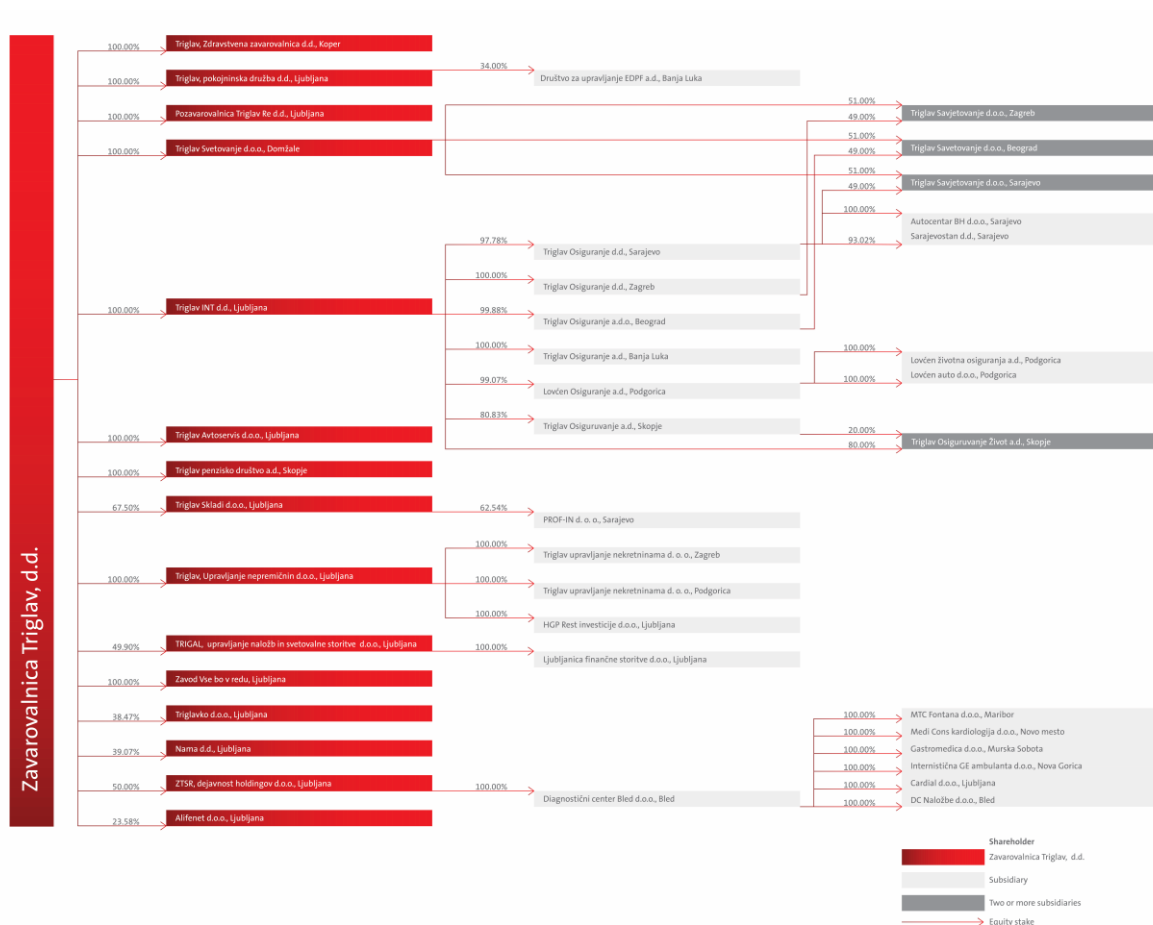 Zavarovalnica Triglav, d.d.
100.00%
Triglav, Zdravstvena zavarovalnica d.d., Koper
100.00%
Triglav, pokojninska družba d.d., Ljubljana
34.00%
Društvo za upravljanje EDPF a.d., Banja Luka
100.00%
Pozavarovalnica Triglav Re d.d., Ljubljana
100.00%
Triglav Svetovanje d.o.o., Domžale
51.00%
49.00%
Triglav Savjetovanje d.o.o., Zagreb
51.00%
49.00%
Triglav Savetovanje d.o.o., Beograd
51.00%
49.00%
Triglav Savjetovanje d.o.o., Sarajevo
100.00%
Autocentar BH d.o.o., Sarajevo
93.02%
Sarajevostan d.d., Sarajevo
100.00%
Triglav INT d.d., Ljubljana
97.78%
Triglav Osiguranje d.d., Sarajevo
100.00%
Triglav Osiguranje d.d., Zagreb
99.88%
Triglav Osiguranje a.d.o., Beograd
100.00%
Triglav Osiguranje a.d., Banja Luka
99.07%
Lovćen Osiguranje a.d., Podgorica
100.00%
Lovćen životna osiguranja a.d., Podgorica
100.00%
Lovćen auto d.o.o., Podgorica
80.83%
Triglav Osiguruvanje a.d., Skopje
20.00%
80.00%
Triglav Osiguruvanje Život a.d., Skopje
100.00%
Triglav Avtoservis d.o.o., Ljubljana
100.00%
Triglav penzisko društvo a.d., Skopje
67.50%
Triglav Skladi d.o.o., Ljubljana
62.54%
PROF-IN d. o. o., Sarajevo
100.00%
Triglav, Upravljanje nepremičnin d.o.o., Ljubljana
100.00%
Triglav upravljanje nekretninama d. o. o., Zagreb
100.00%
Triglav upravljanje nekretninama d. o. o., Podgorica
100.00%
HGP Rest investicije d.o.o., Ljubljana
49.90%
TRIGAL, upravljanje naložb in svetovalne storitve d.o.o., Ljubljana
100.00%
Ljubljanica finančne storitve d.o.o., Ljubljana
100.00%
Zavod Vse bo v redu, Ljubljana
38.47%
Triglavko d.o.o., Ljubljana
39.07%
Nama d.d., Ljubljana
50.00%
ZTSR, dejavnost holdingov d.o.o., Ljubljana
100.00%
Diagnostični center Bled d.o.o., Bled
100.00%
MTC Fontana d.o.o., Maribor
100.00%
Medi Cons kardiologija d.o.o., Novo mesto
100.00%
Gastromedica d.o.o., Murska Sobota
100.00%
Internistična GE ambulanta d.o.o., Nova Gorica
100.00%
Cardial d.o.o., Ljubljana
100.00%
DC Naložbe d.o.o., Bled
23.58%
Alifenet d.o.o., Ljubljana
Shareholder
Zavarovalnica Triglav, d.d.
Subsidiary
Two or more subsidiaries
Equity stake